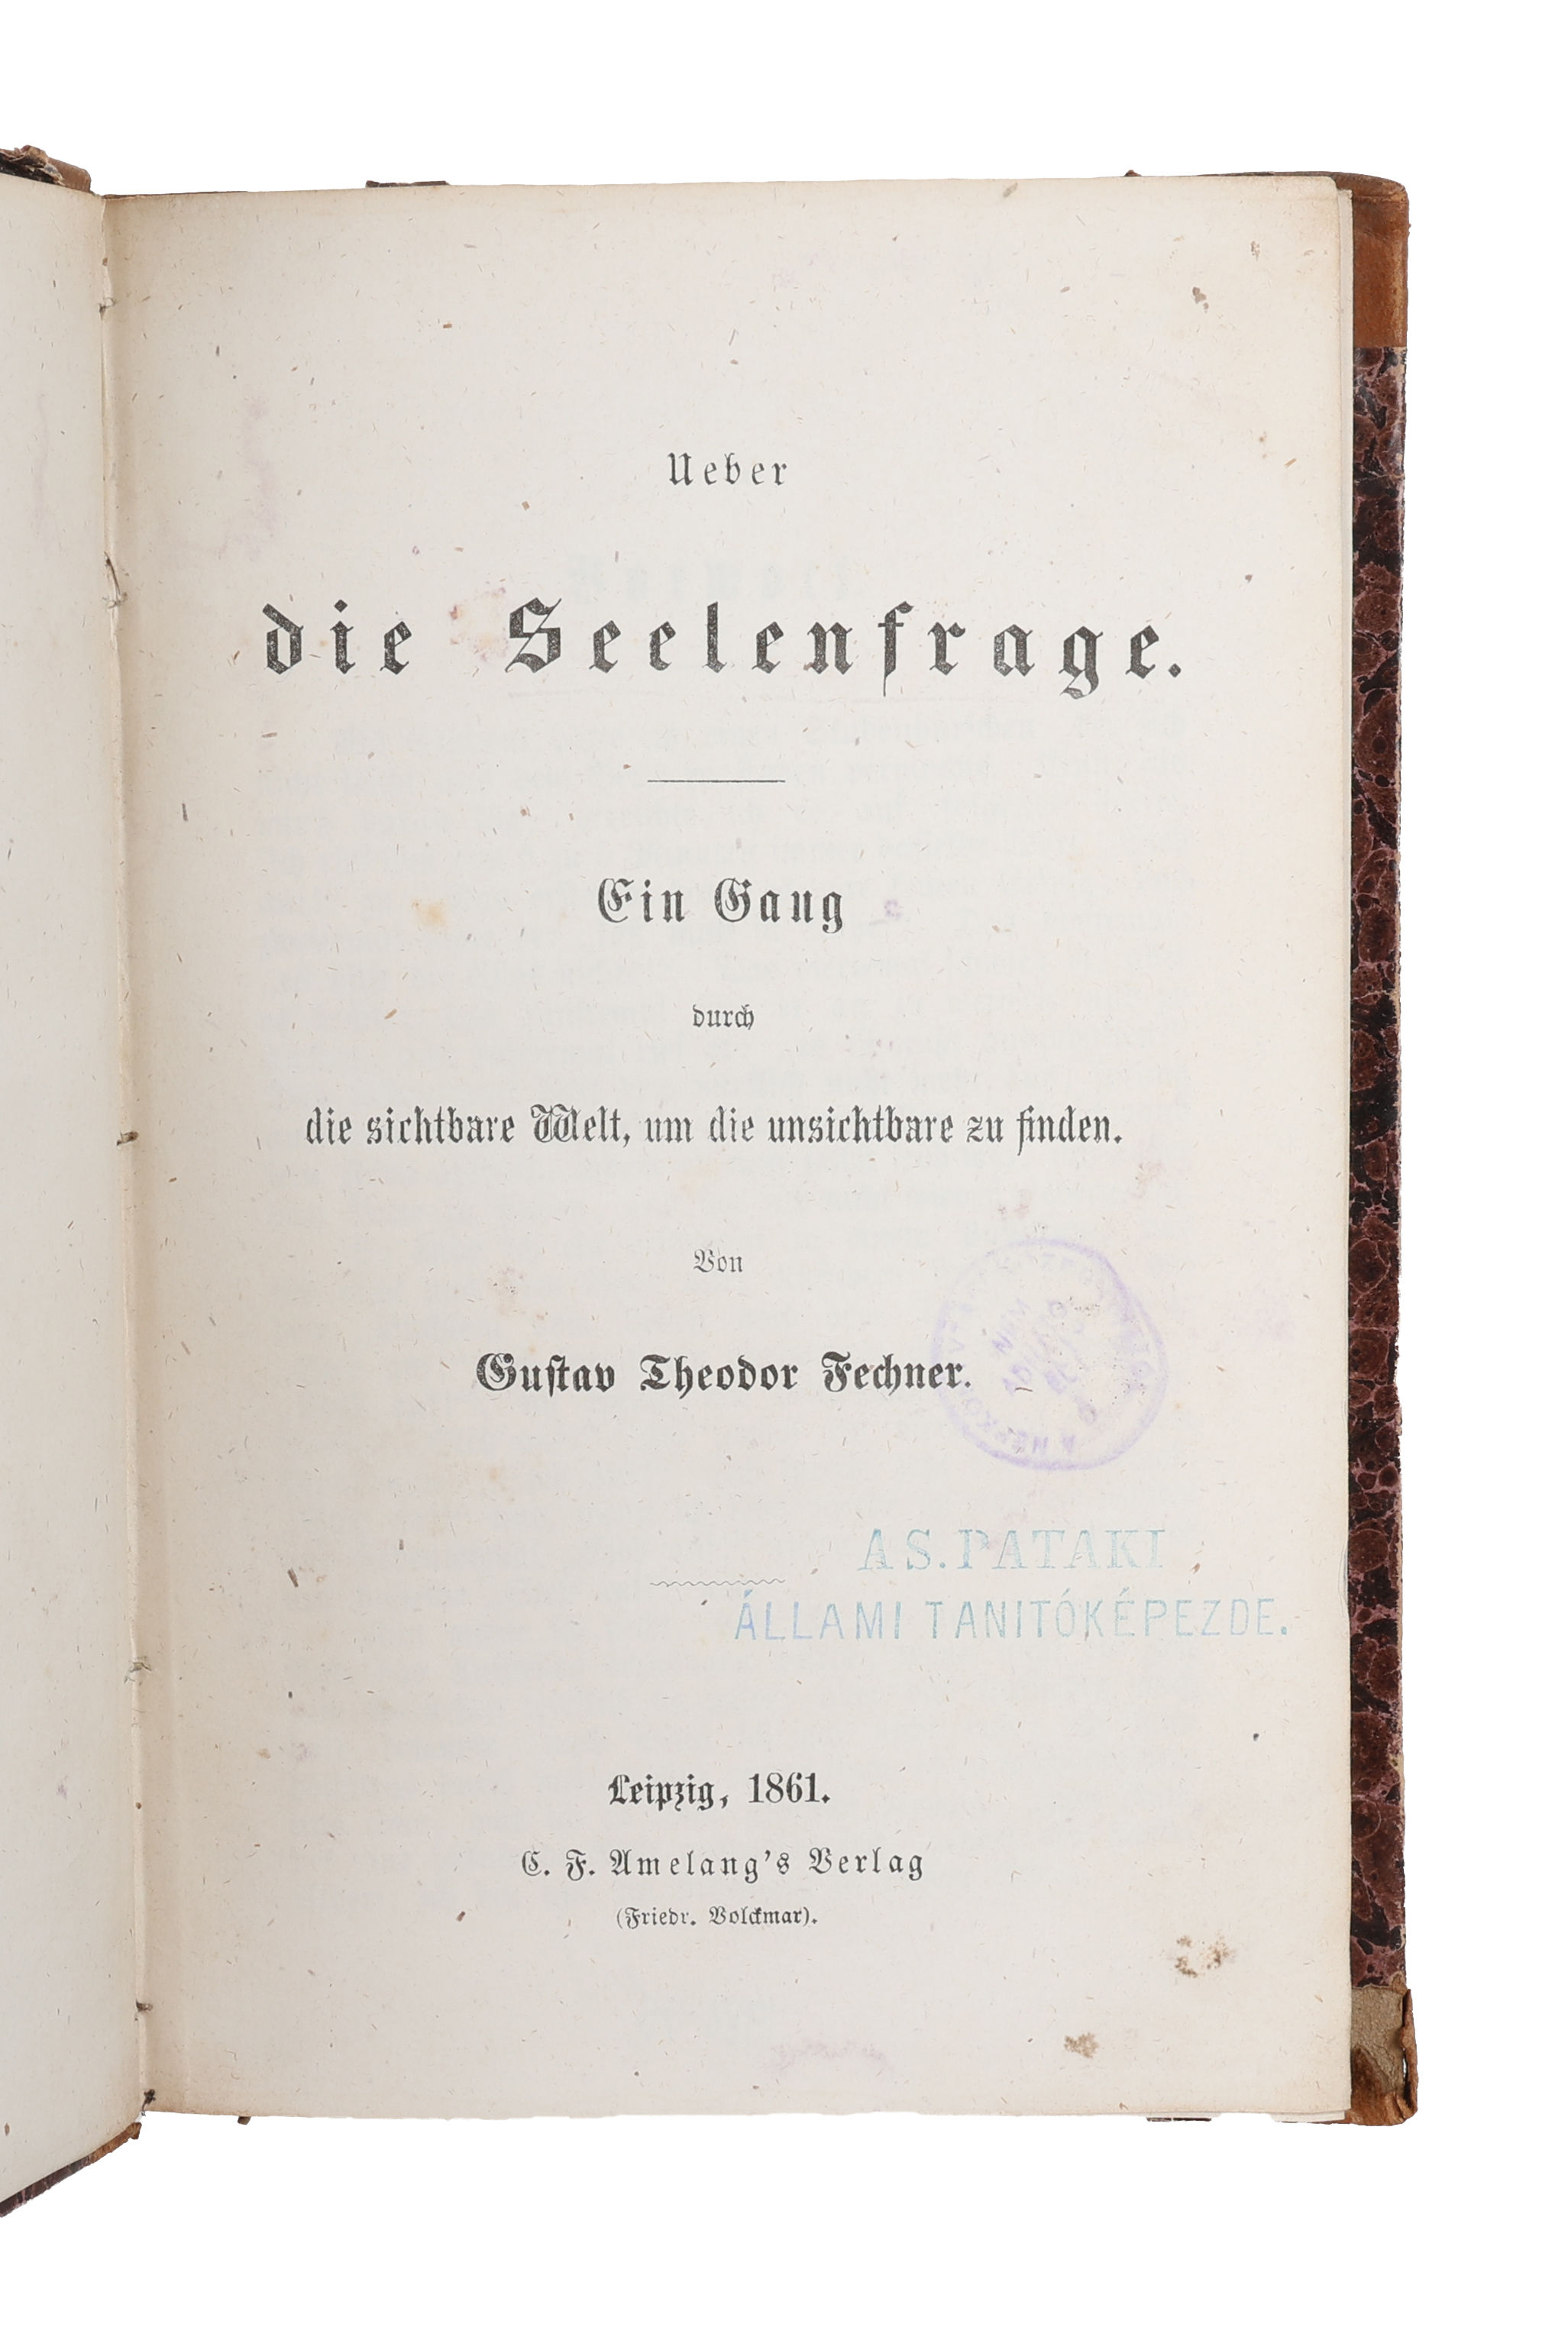 Ueber
die Seelenfrage.
Ein Gang
durch
die sichtbare Welt, um die unsichtbare zu finden.
Von
Gustav Theodor Fechner.
A S. PATAKI
ÁLLAMI TANITÓKÉPEZDE.
Leipzig, 1861.
C. F. Amelang's Verlag
(Friedr. Volckmar).